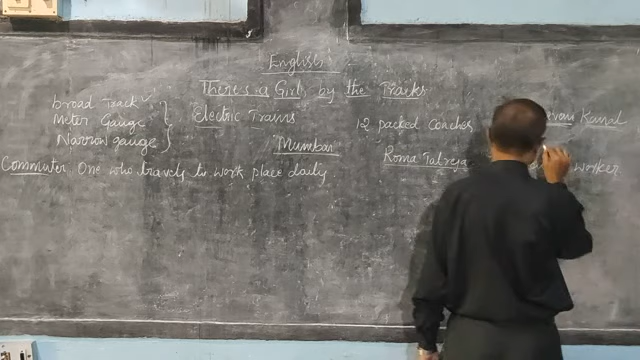 English
There's a Girl by the Tracks
broad Track
Meter Gauge
Narrow gauge
Electric Trains
12 packed Coaches
Kamal
Mumbai
Roma Talreja
worker
Commuter One who travels to work place daily